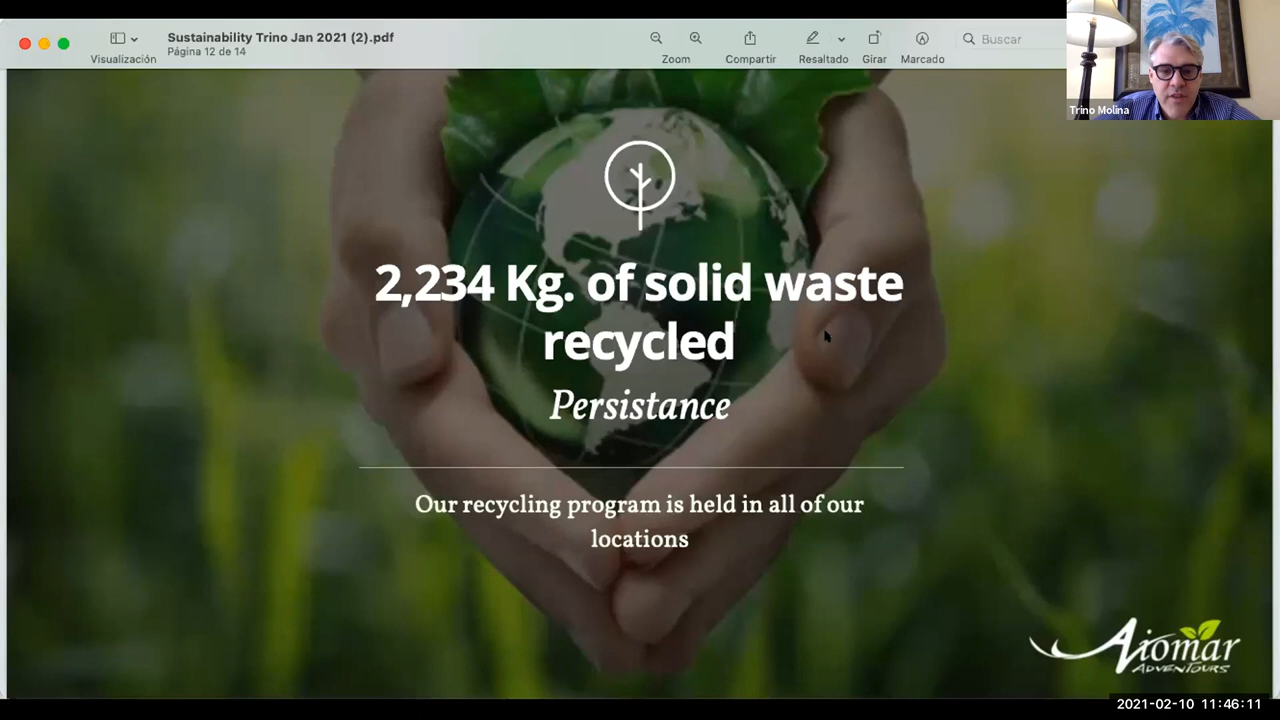 Sustainability Trino Jan 2021 (2).pdf
Página 12 de 14
Visualización
Zoom
Compartir
Resaltado
Girar
Marcado
Buscar
Trino Molina
2,234 Kg. of solid waste
recycled
Persistance
Our recycling program is held in all of our
locations
Aiomar
ADVENTOURS
2021-02-10 11:46:11